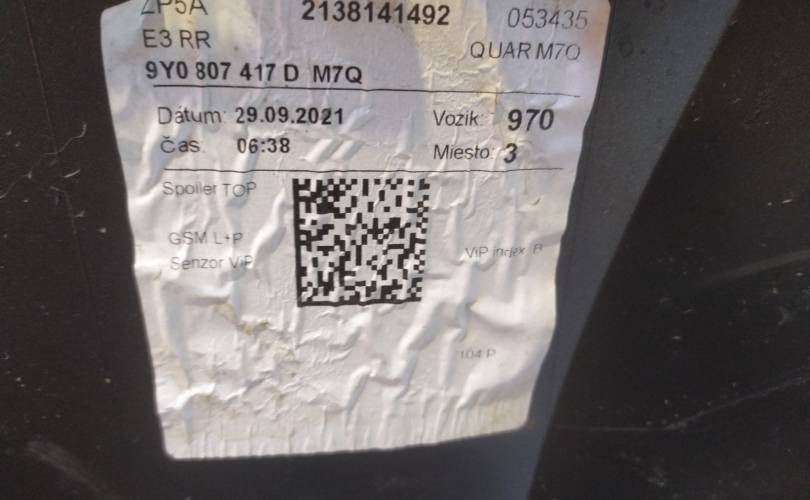 ZP5A 2138141492 053435
E3 RR QUAR M7Q
9Y0 807 417 D M7Q
Dátum: 29.09.2021 Vozík: 970
Čas: 06:38 Miesto: 3
Spoiler TOP
GSM L+P ViP index P
Senzor ViP
104 P